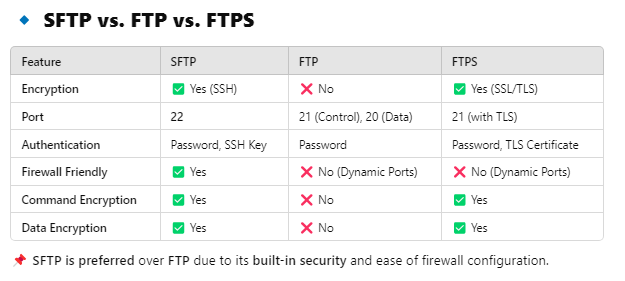 SFTP vs. FTP vs. FTPS
Feature SFTP FTP FTPS
Encryption ✅ Yes (SSH) ❌ No ✅ Yes (SSL/TLS)
Port 22 21 (Control), 20 (Data) 21 (with TLS)
Authentication Password, SSH Key Password Password, TLS Certificate
Firewall Friendly ✅ Yes ❌ No (Dynamic Ports) ❌ No (Dynamic Ports)
Command Encryption ✅ Yes ❌ No ✅ Yes
Data Encryption ✅ Yes ❌ No ✅ Yes
📌 SFTP is preferred over FTP due to its built-in security and ease of firewall configuration.